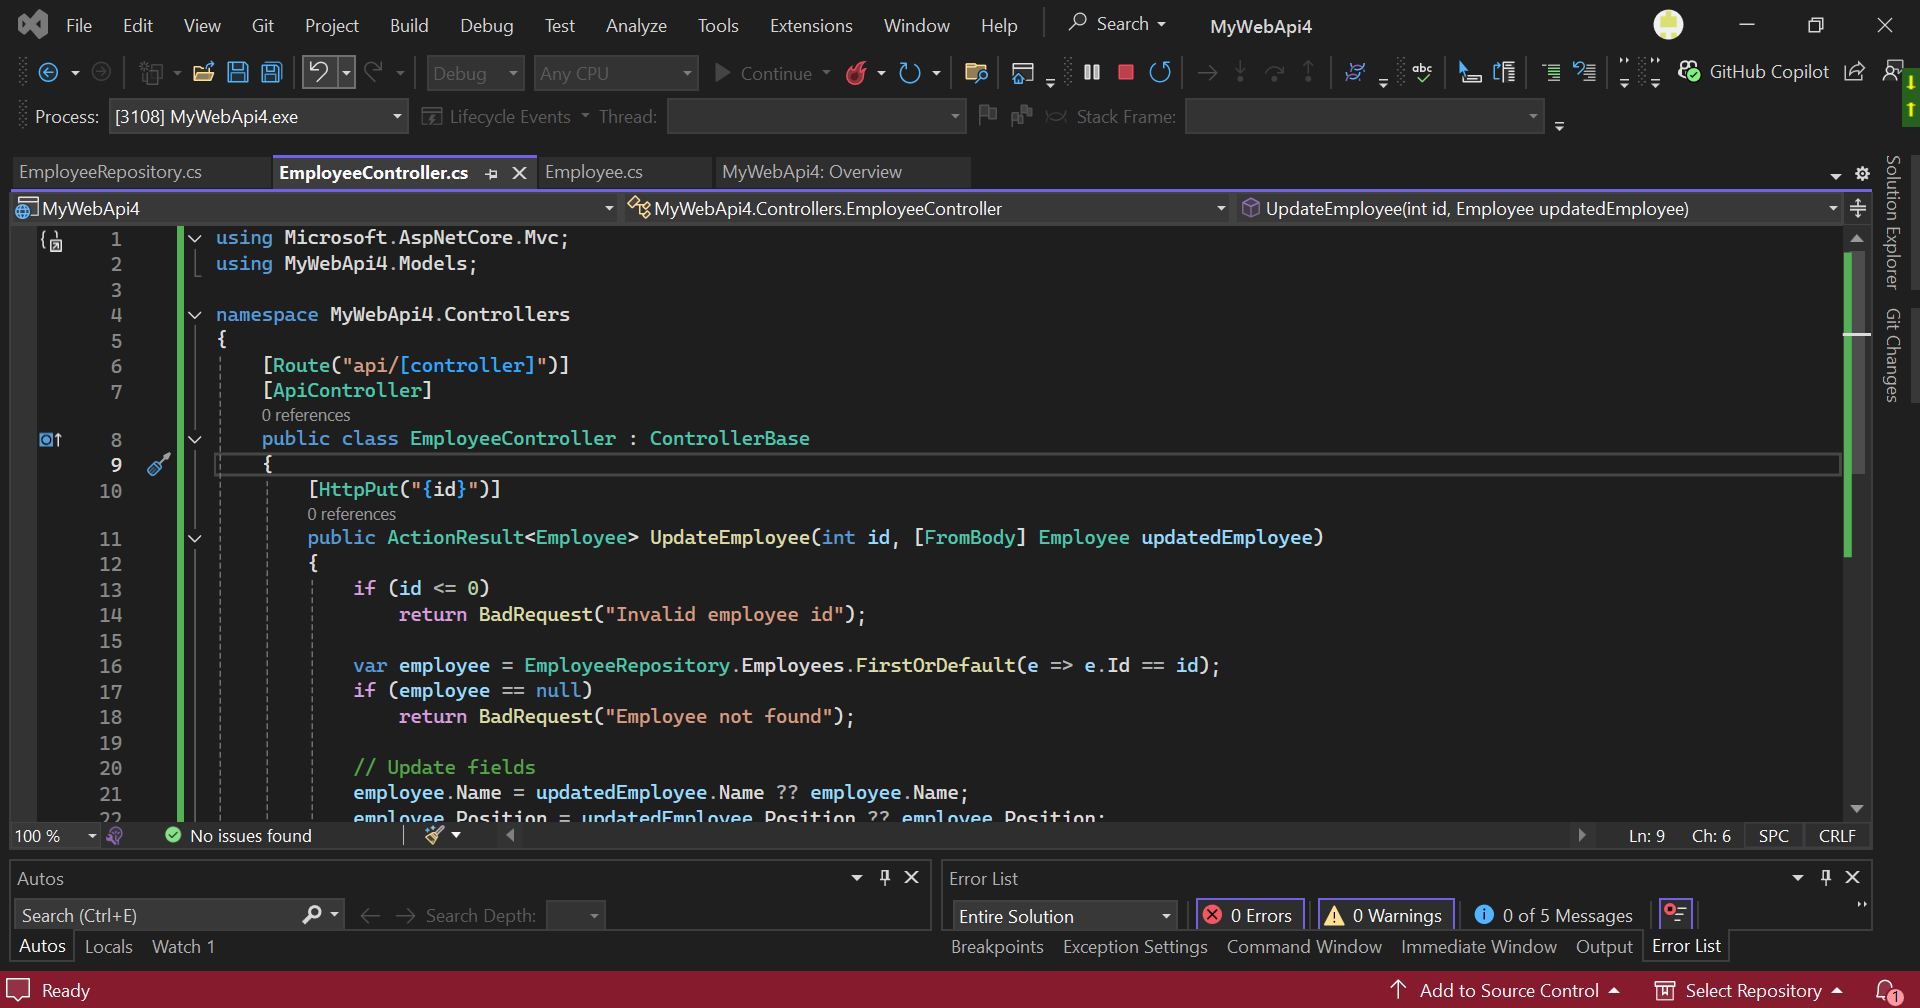 File Edit View Git Project Build Debug Test Analyze Tools Extensions Window Help Search MyWebApi4
Debug Any CPU Continue abc GitHub Copilot
Process: [3108] MyWebApi4.exe Lifecycle Events Thread: Stack Frame:
EmployeeRepository.cs EmployeeController.cs Employee.cs MyWebApi4: Overview
MyWebApi4 MyWebApi4.Controllers.EmployeeController UpdateEmployee(int id, Employee updatedEmployee)
1 using Microsoft.AspNetCore.Mvc;
2 using MyWebApi4.Models;
3
4 namespace MyWebApi4.Controllers
5 {
6 [Route("api/[controller]")]
7 [ApiController]
0 references
8 public class EmployeeController : ControllerBase
9 {
10 [HttpPut("{id}")]
0 references
11 public ActionResult<Employee> UpdateEmployee(int id, [FromBody] Employee updatedEmployee)
12 {
13 if (id <= 0)
14 return BadRequest("Invalid employee id");
15
16 var employee = EmployeeRepository.Employees.FirstOrDefault(e => e.Id == id);
17 if (employee == null)
18 return BadRequest("Employee not found");
19
20 // Update fields
21 employee.Name = updatedEmployee.Name ?? employee.Name;
22 employee.Position = updatedEmployee.Position ?? employee.Position;
100 % No issues found Ln: 9 Ch: 6 SPC CRLF
Solution Explorer
Git Changes
Autos
Search (Ctrl+E) Search Depth:
Autos Locals Watch 1
Error List
Entire Solution 0 Errors 0 Warnings 0 of 5 Messages
Breakpoints Exception Settings Command Window Immediate Window Output Error List
Ready Add to Source Control Select Repository 1